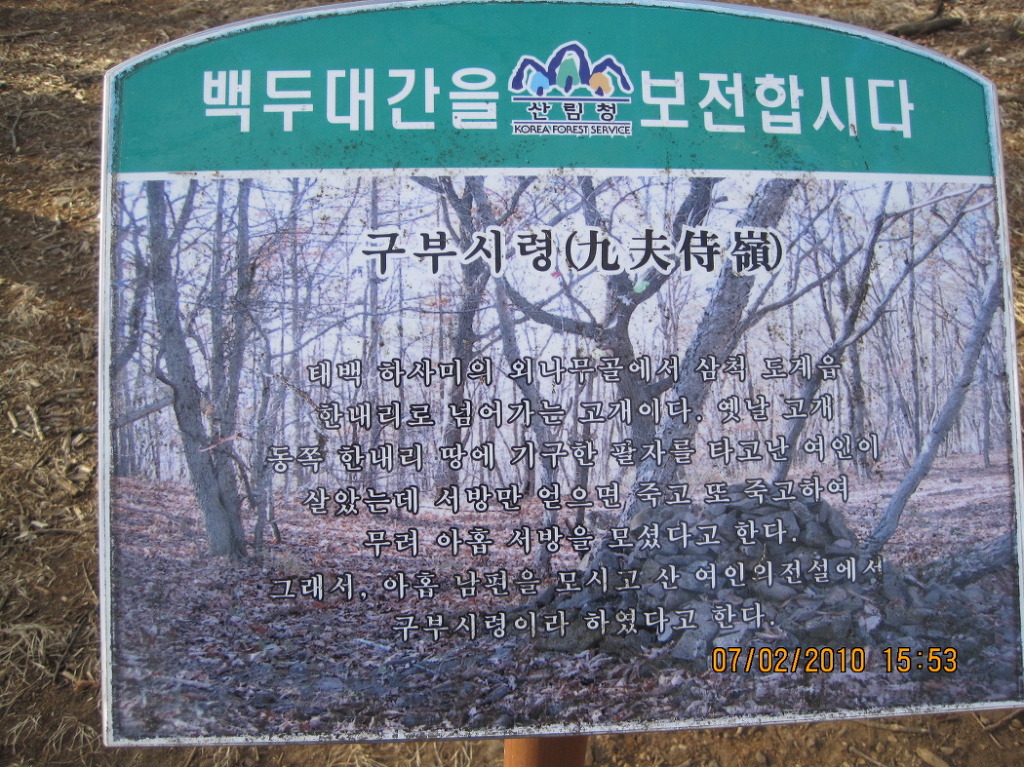 백두대간을 산림청 보전합시다
KOREA FOREST SERVICE
구부시령(九夫侍嶺)
태백 하사미의 외나무골에서 삼척 도계읍
한내리로 넘어가는 고개이다. 옛날 고개
동쪽 한내리 땅에 기구한 팔자를 타고난 여인이
살았는데 서방만 얻으면 죽고 또 죽고하여
무려 아홉 서방을 모셨다고 한다.
그래서, 아홉 남편을 모시고 산 여인의전설에서
구부시령이라 하였다고 한다.
07/02/2010 15:53